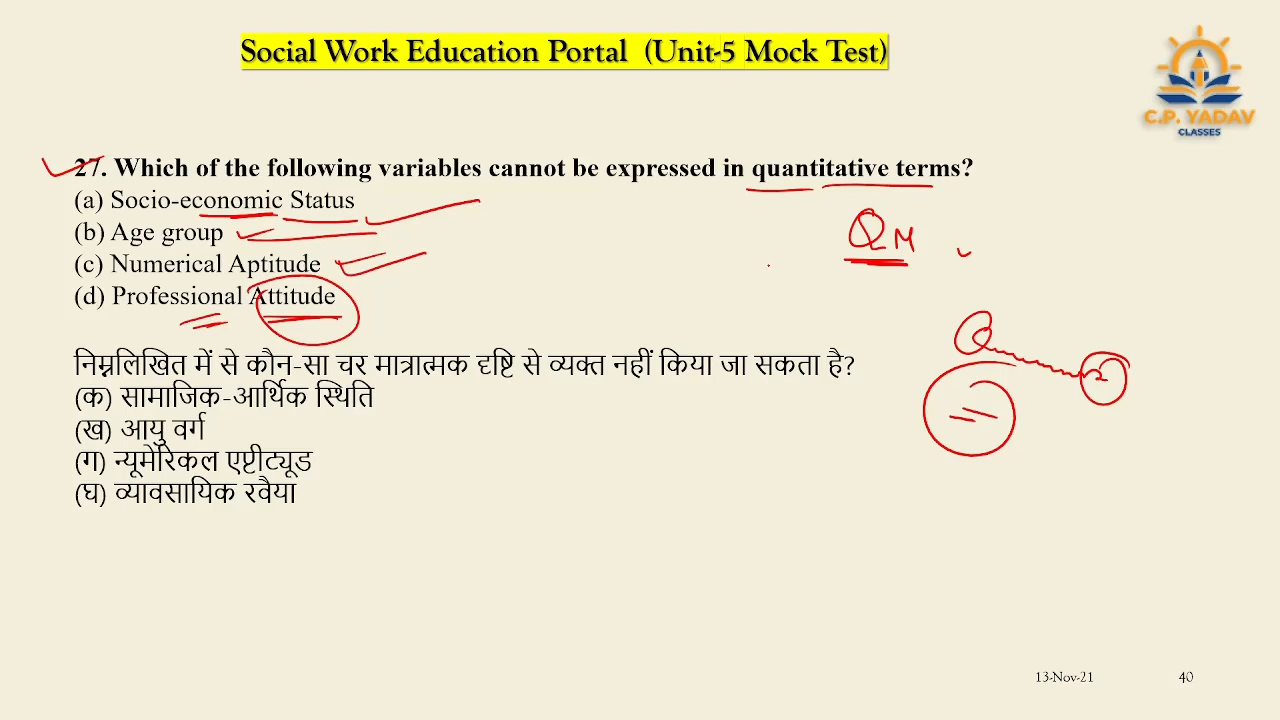 Social Work Education Portal (Unit-5 Mock Test)
C.P. YADAV
CLASSES
27. Which of the following variables cannot be expressed in quantitative terms?
(a) Socio-economic Status
(b) Age group
(c) Numerical Aptitude
(d) Professional Attitude
निम्नलिखित में से कौन-सा चर मात्रात्मक दृष्टि से व्यक्त नहीं किया जा सकता है?
(क) सामाजिक-आर्थिक स्थिति
(ख) आयु वर्ग
(ग) न्यूमेरिकल एप्टीट्यूड
(घ) व्यावसायिक रवैया
13-Nov-21
40